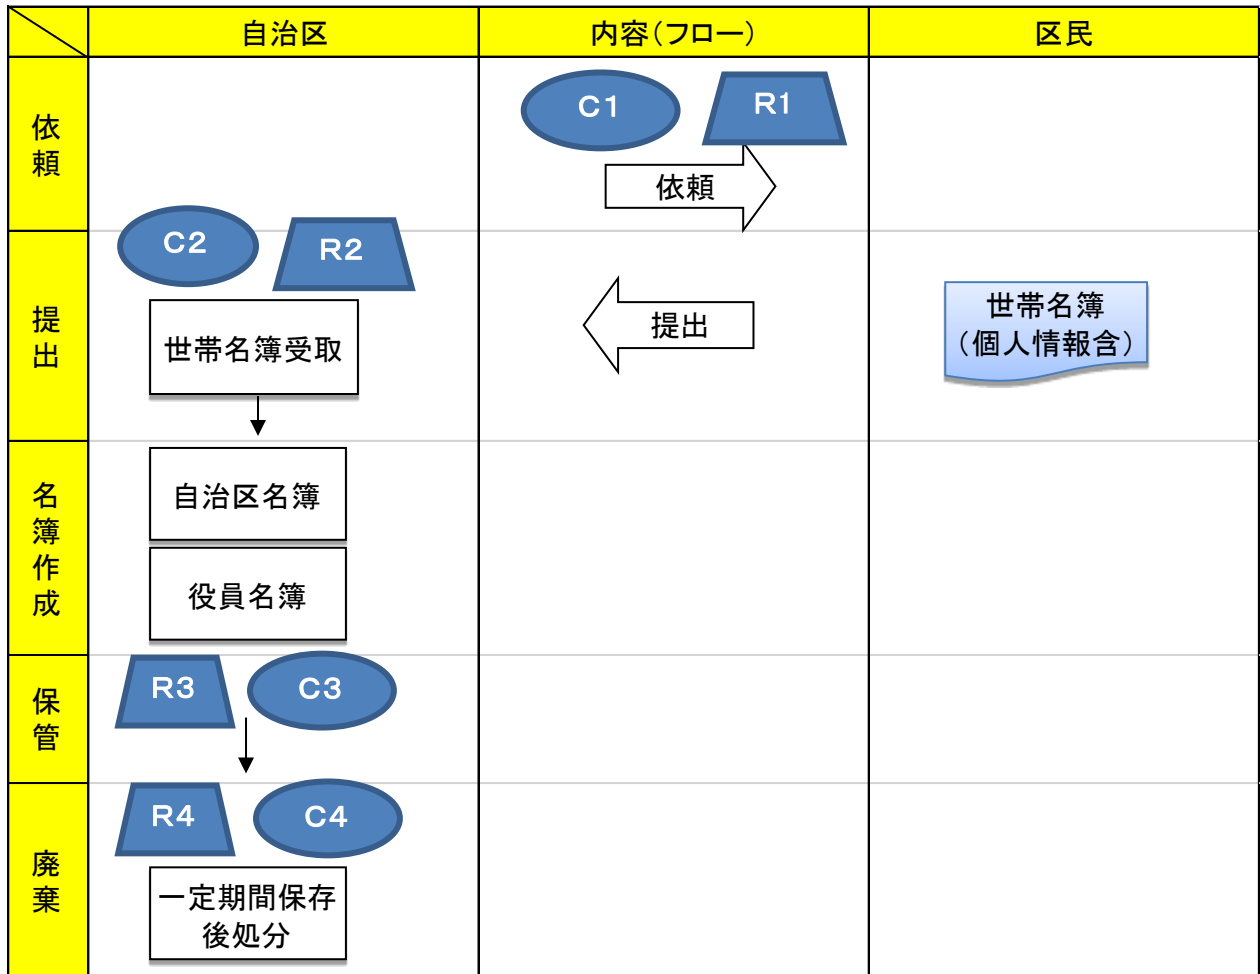 自治区
内容（フロー）
区民
依頼
C1
R1
依頼
提出
C2
R2
世帯名簿受取
提出
世帯名簿
（個人情報含）
名簿作成
自治区名簿
役員名簿
保管
R3
C3
廃棄
R4
C4
一定期間保存
後処分